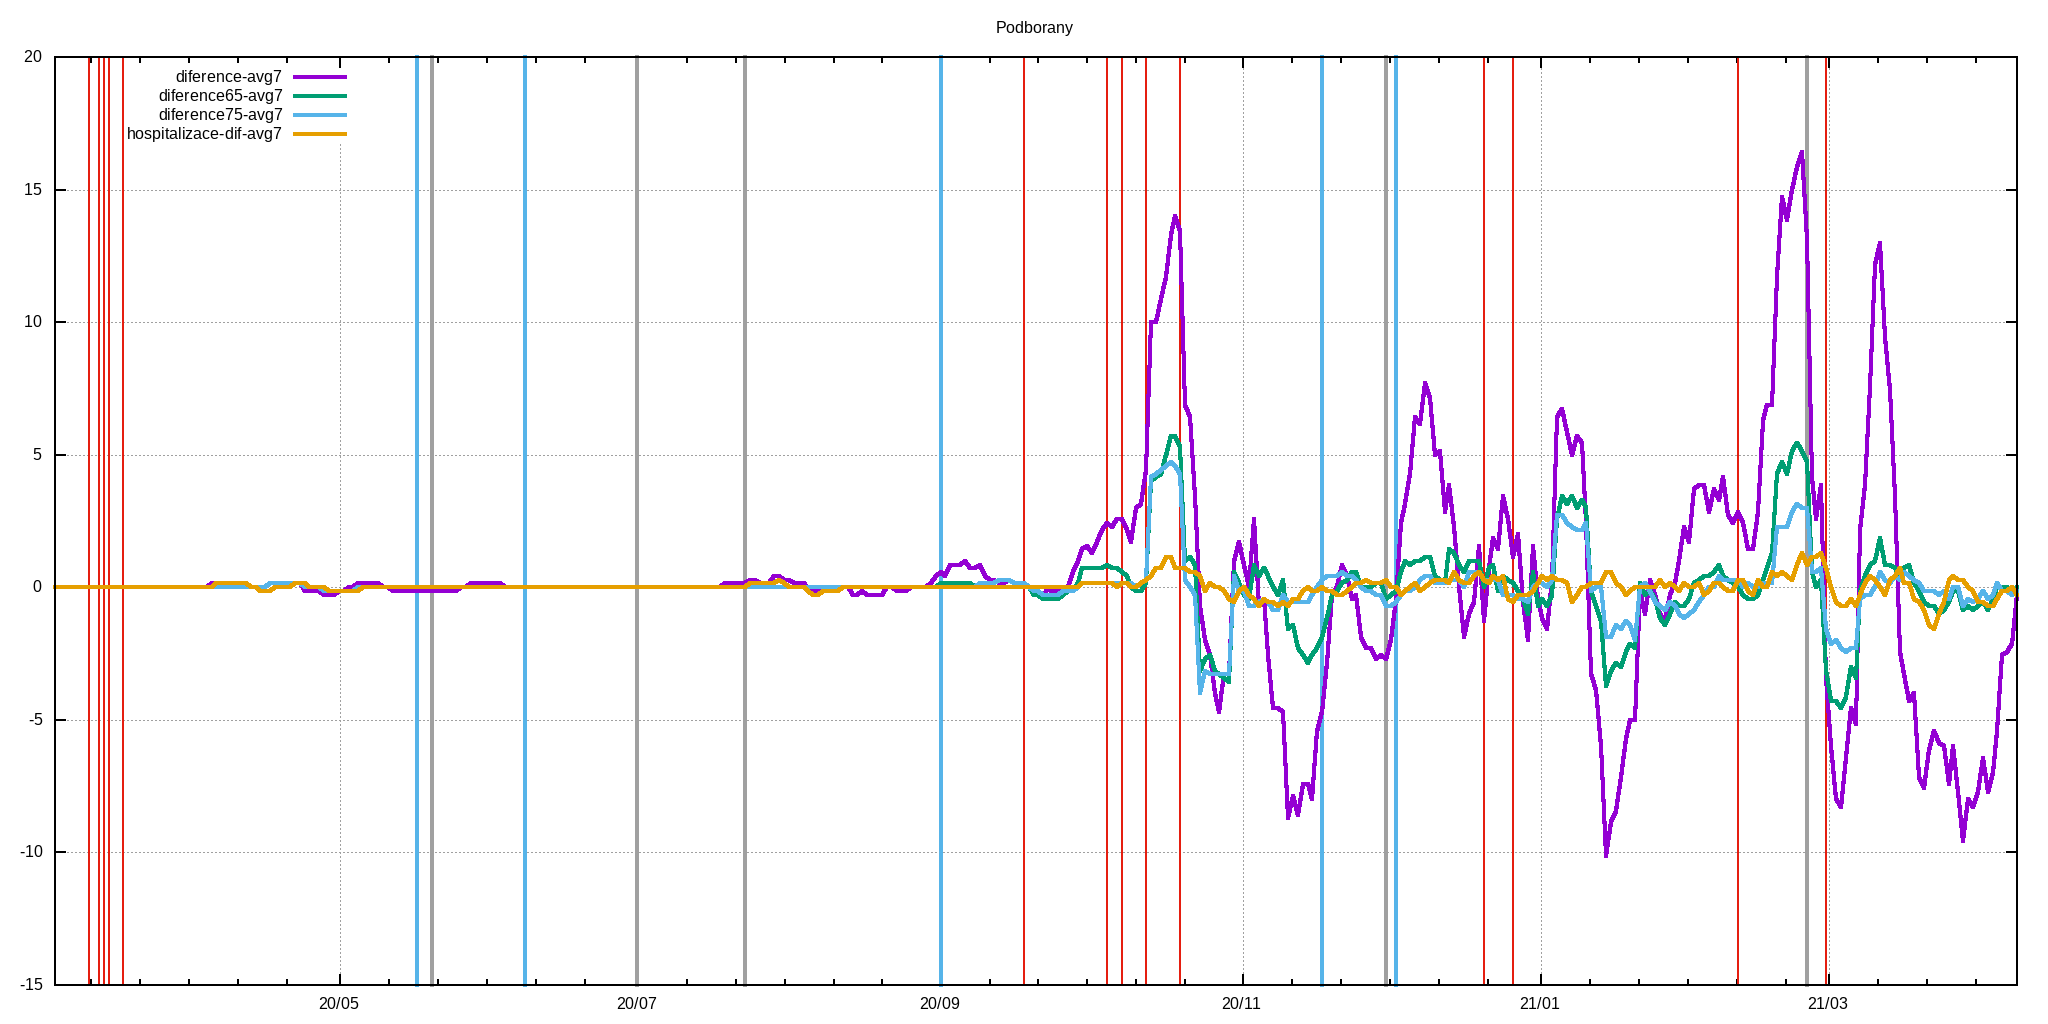 Podborany
20
15
10
5
0
-5
-10
-15
diference-avg7
diference65-avg7
diference75-avg7
hospitalizace-dif-avg7
20/05 20/07 20/09 20/11 21/01 21/03